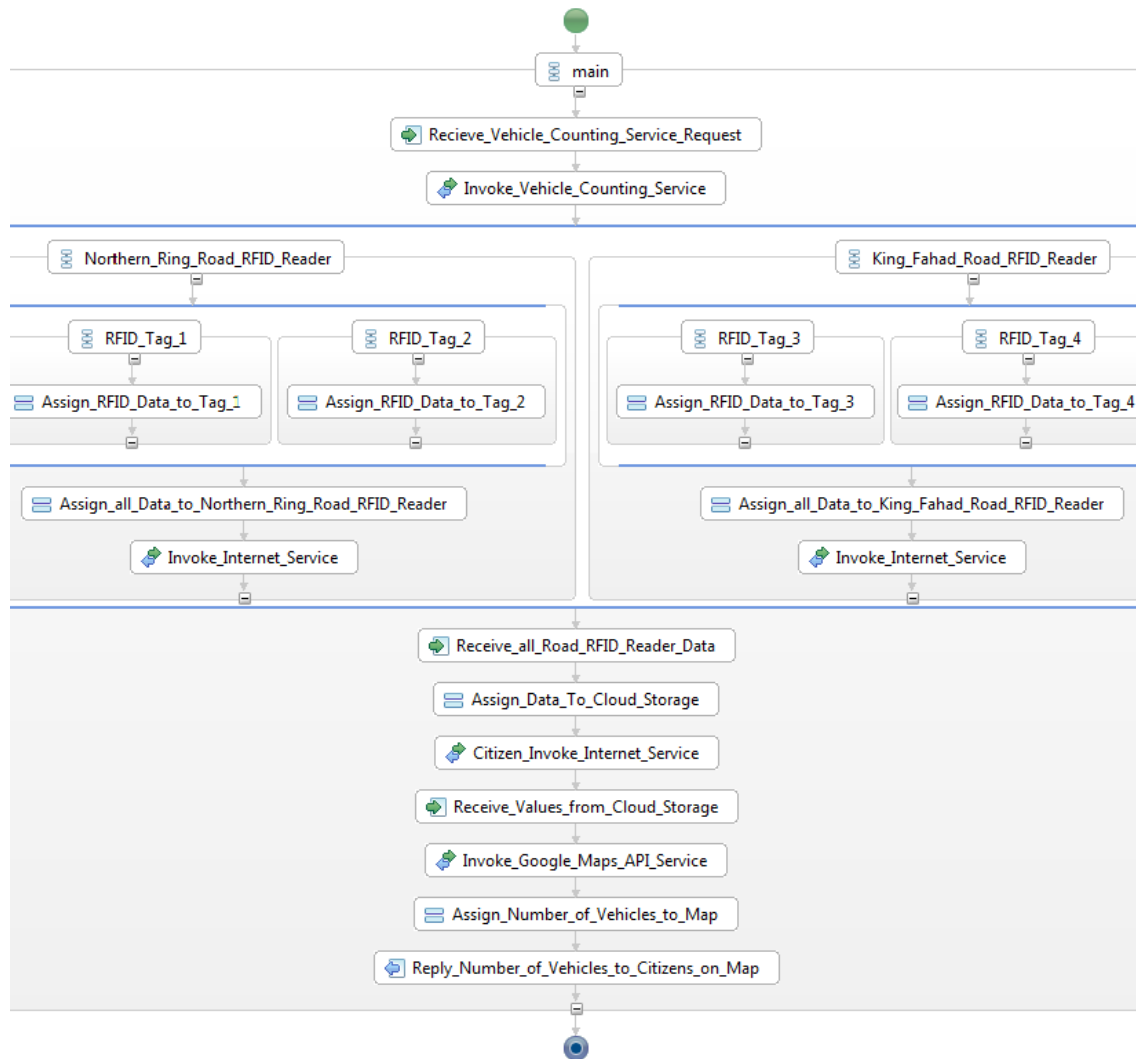 main
Recieve_Vehicle_Counting_Service_Request
Invoke_Vehicle_Counting_Service
Northern_Ring_Road_RFID_Reader
King_Fahad_Road_RFID_Reader
RFID_Tag_1
RFID_Tag_2
RFID_Tag_3
RFID_Tag_4
Assign_RFID_Data_to_Tag_1
Assign_RFID_Data_to_Tag_2
Assign_RFID_Data_to_Tag_3
Assign_RFID_Data_to_Tag_4
Assign_all_Data_to_Northern_Ring_Road_RFID_Reader
Assign_all_Data_to_King_Fahad_Road_RFID_Reader
Invoke_Internet_Service
Invoke_Internet_Service
Receive_all_Road_RFID_Reader_Data
Assign_Data_To_Cloud_Storage
Citizen_Invoke_Internet_Service
Receive_Values_from_Cloud_Storage
Invoke_Google_Maps_API_Service
Assign_Number_of_Vehicles_to_Map
Reply_Number_of_Vehicles_to_Citizens_on_Map